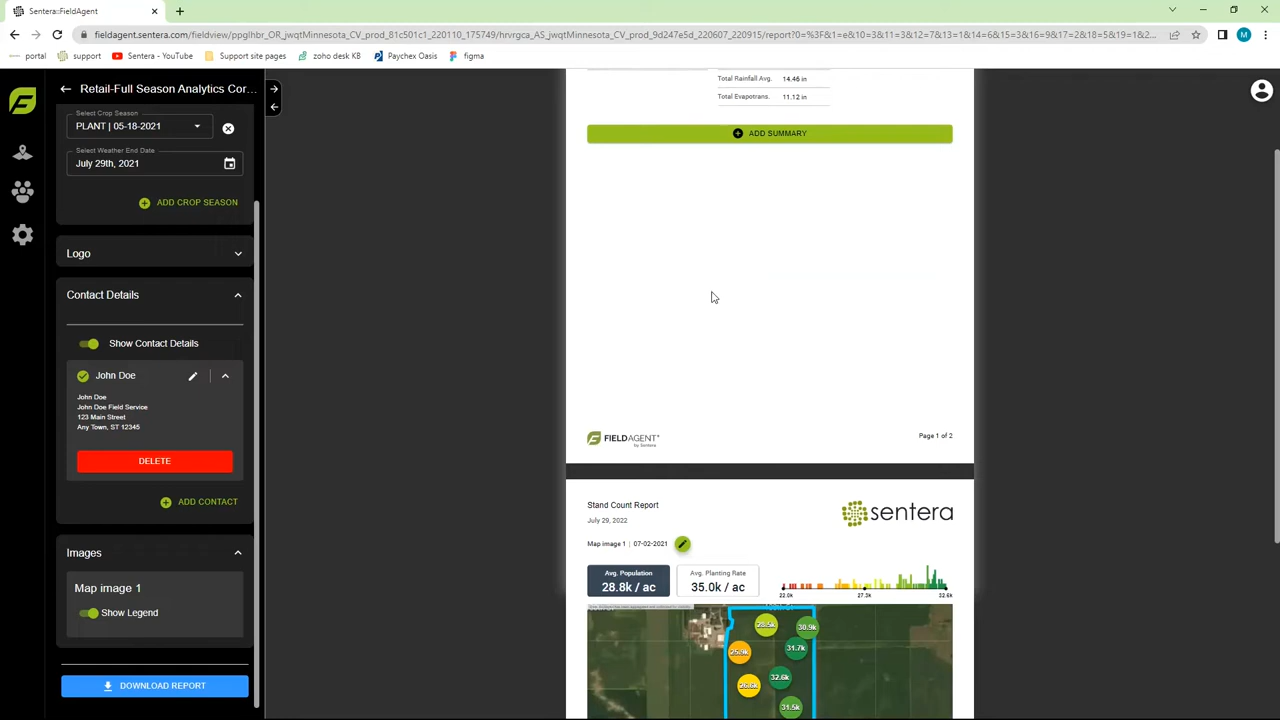 Sentera:FieldAgent
fieldagent.sentera.com/fieldview/ppglhbr_OR_jwqtMinnesota_CV_prod_81c501c1_220110_175749/hrvrgca_AS_jwqtMinnesota_CV_prod_9d247e5d_220607_220915/report?0=%3F&1=e&10=3&11=3&12=7&13=1&14=6&15=3&16=9&17=2&18=5&19=1&2...
M
portal
support
Sentera - YouTube
Support site pages
zoho desk KB
Paychex Oasis
figma
Retail-Full Season Analytics Cor...
Select Crop Season
PLANT | 05-18-2021
Select Weather End Date
July 29th, 2021
ADD CROP SEASON
Logo
Contact Details
Show Contact Details
John Doe
John Doe
John Doe Field Service
123 Main Street
Any Town, ST 12345
DELETE
ADD CONTACT
Images
Map image 1
Show Legend
DOWNLOAD REPORT
Total Rainfall Avg. 14.46 in
Total Evapotrans. 11.12 in
ADD SUMMARY
FIELDAGENT
by Sentera
Page 1 of 2
Stand Count Report
July 29, 2022
sentera
Map image 1 | 07-02-2021
Avg. Population
28.8k / ac
Avg. Planting Rate
35.0k / ac
22.0k 27.3k 32.6k
28.5k
30.9k
25.9k
31.7k
32.6k
26.6k
31.5k